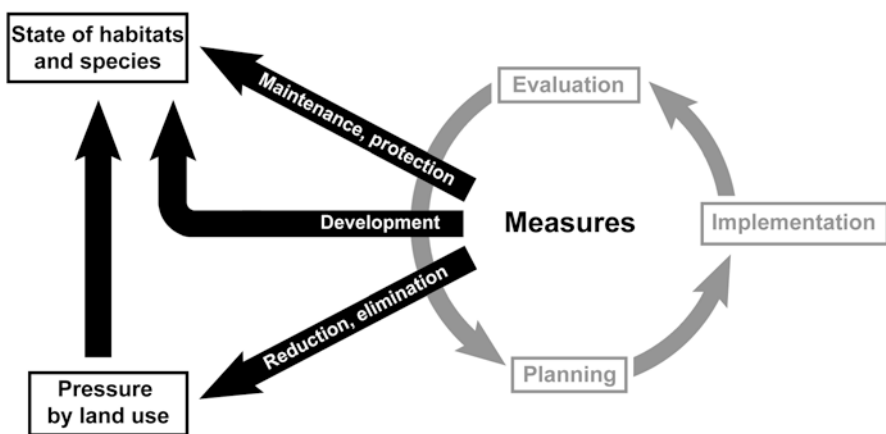 State of habitats
and species
Maintenance, protection
Evaluation
Development
Measures
Implementation
Reduction, elimination
Planning
Pressure
by land use